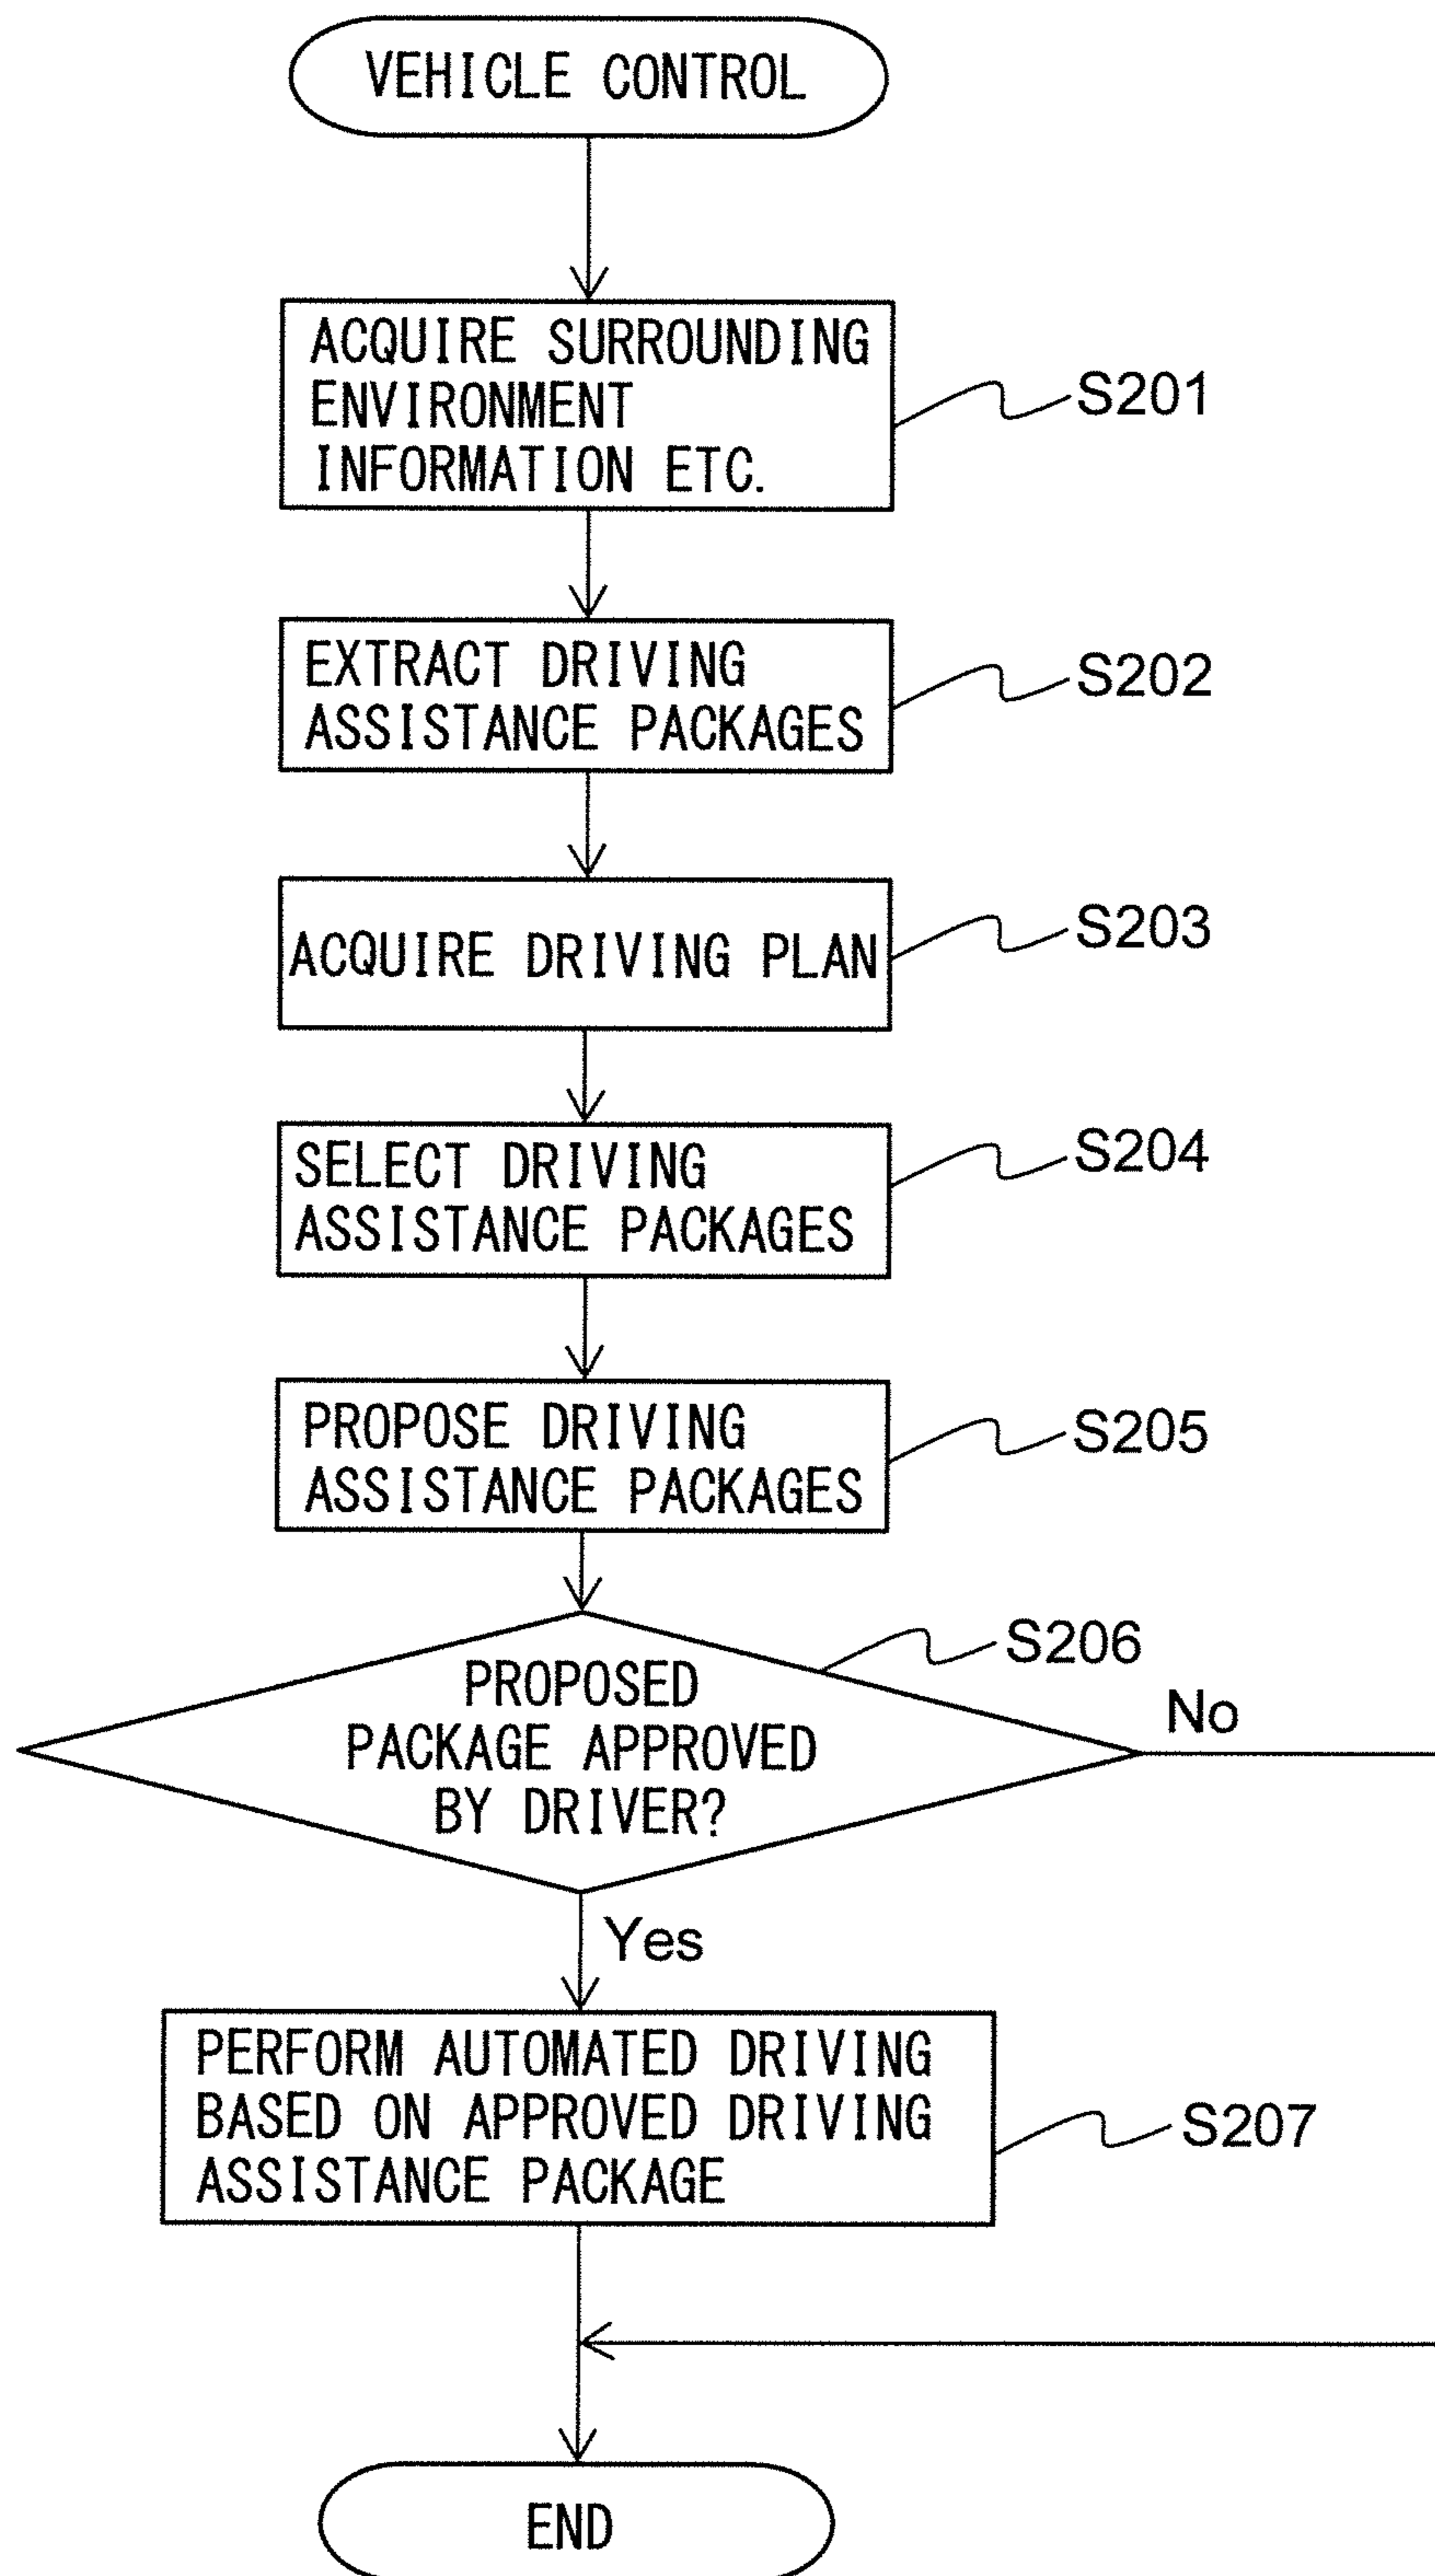 VEHICLE CONTROL
ACQUIRE SURROUNDING
ENVIRONMENT
INFORMATION ETC.
S201
EXTRACT DRIVING
ASSISTANCE PACKAGES
S202
ACQUIRE DRIVING PLAN
S203
SELECT DRIVING
ASSISTANCE PACKAGES
S204
PROPOSE DRIVING
ASSISTANCE PACKAGES
S205
PROPOSED
PACKAGE APPROVED
BY DRIVER?
S206
No
Yes
PERFORM AUTOMATED DRIVING
BASED ON APPROVED DRIVING
ASSISTANCE PACKAGE
S207
END